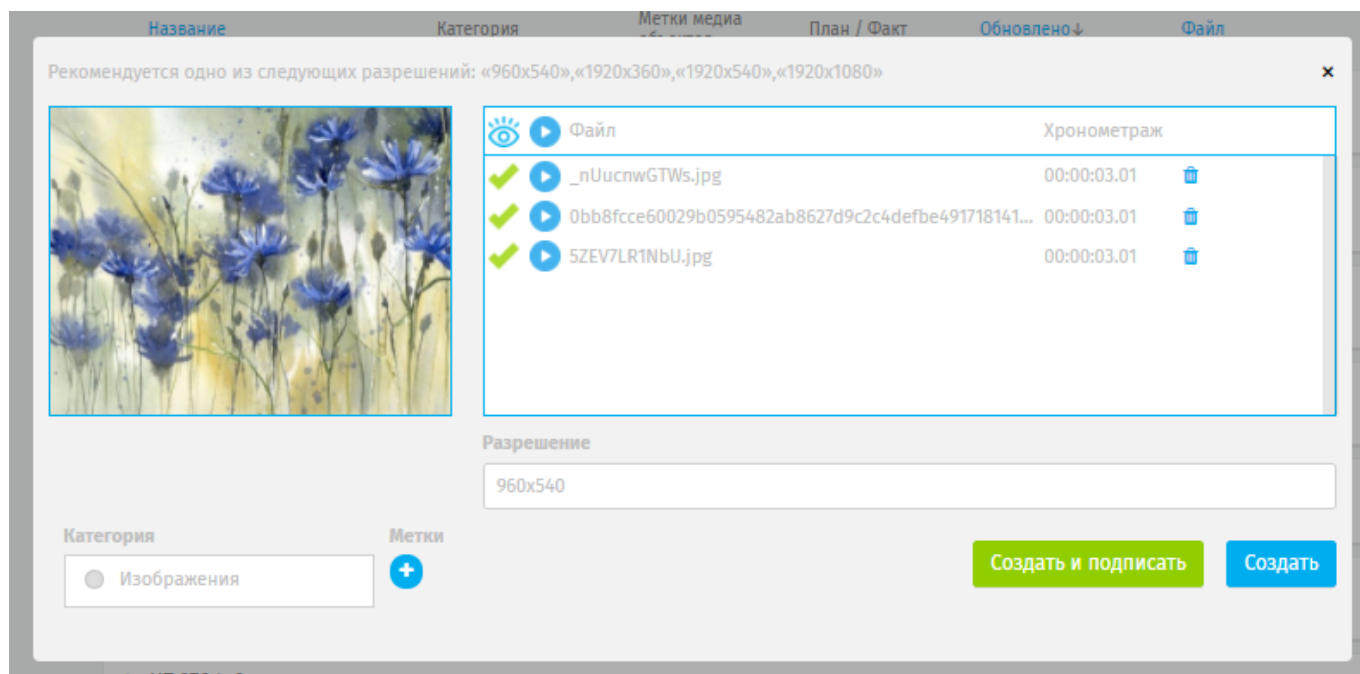 Название Категория Метки медиа План / Факт Обновлено↓ Файл
Рекомендуется одно из следующих разрешений: «960x540»,«1920x360»,«1920x540»,«1920x1080»
Файл Хронометраж
_nUucnwGTWs.jpg 00:00:03.01
0bb8fcce60029b0595482ab8627d9c2c4defbe491718141... 00:00:03.01
5ZEV7LR1NbU.jpg 00:00:03.01
Разрешение
960x540
Категория Метки
Изображения
Создать и подписать Создать